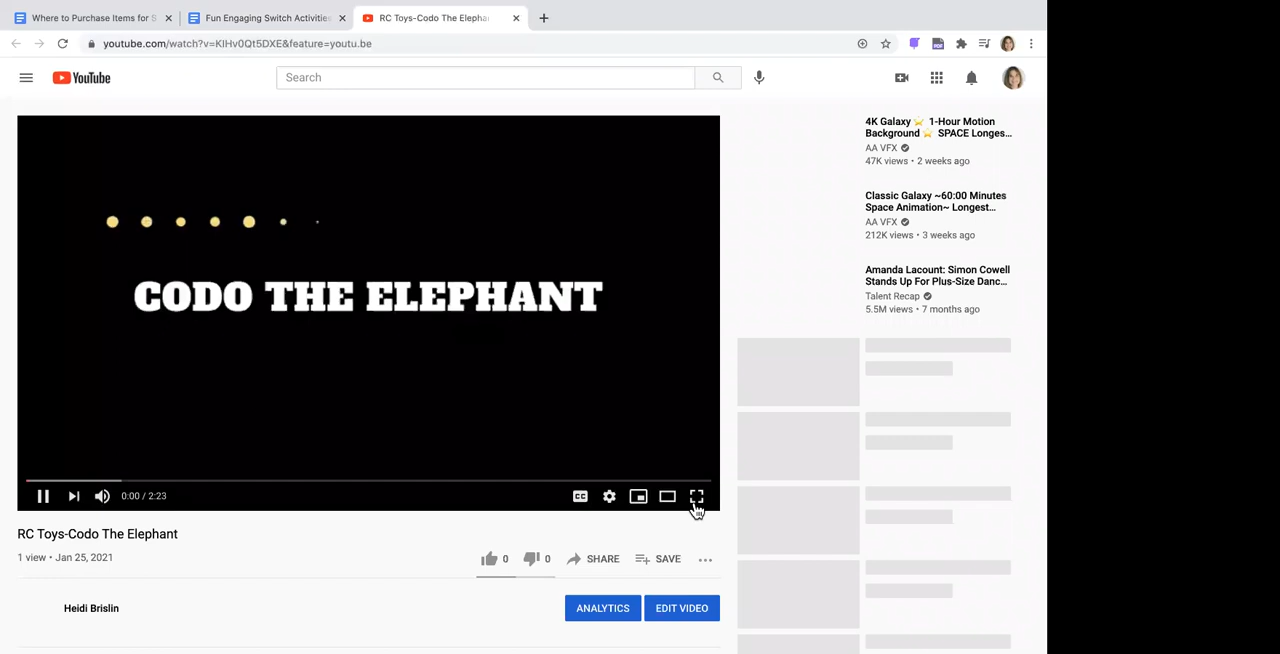 Where to Purchase Items for S
Fun Engaging Switch Activities
RC Toys-Codo The Elepha
youtube.com/watch?v=KIHv0Qt5DXE&feature=youtu.be
PDF
YouTube
Search
CODO THE ELEPHANT
0:00 / 2:23
CC
RC Toys-Codo The Elephant
1 view • Jan 25, 2021
0
0
SHARE
SAVE
Heidi Brislin
ANALYTICS
EDIT VIDEO
4K Galaxy⭐ 1-Hour Motion
Background ⭐ SPACE Longes...
AA VFX
47K views • 2 weeks ago
Classic Galaxy ~60:00 Minutes
Space Animation~ Longest...
AA VFX
212K views • 3 weeks ago
Amanda Lacount: Simon Cowell
Stands Up For Plus-Size Danc...
Talent Recap
5.5M views • 7 months ago